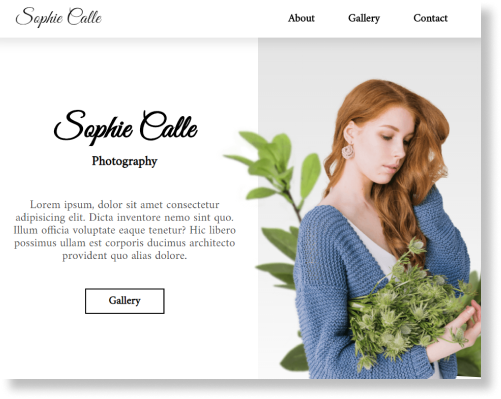 Sophie Calle
About Gallery Contact
Sophie Calle
Photography
Lorem ipsum, dolor sit amet consectetur
adipisicing elit. Dicta inventore nemo sint quo.
Illum officia voluptate eaque tenetur? Hic libero
possimus ullam est corporis ducimus architecto
provident quo alias dolore.
Gallery